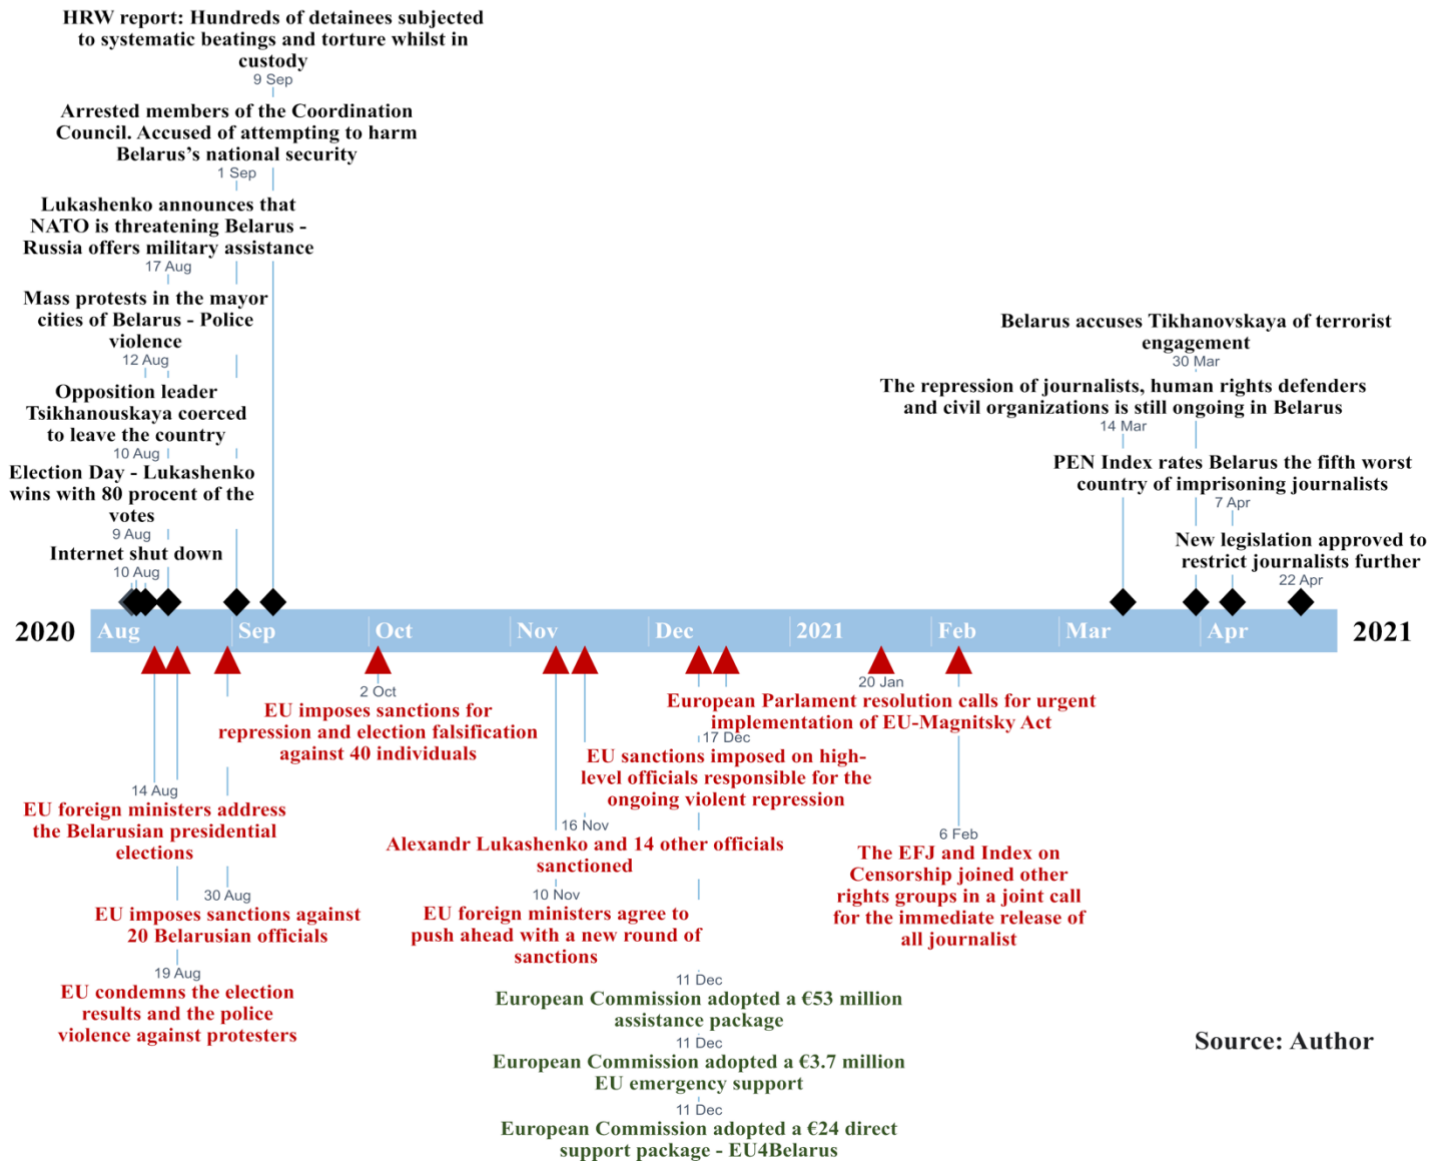 HRW report: Hundreds of detainees subjected
to systematic beatings and torture whilst in
custody
9 Sep
Arrested members of the Coordination
Council. Accused of attempting to harm
Belarus’s national security
1 Sep
Lukashenko announces that
NATO is threatening Belarus -
Russia offers military assistance
17 Aug
Mass protests in the mayor
cities of Belarus - Police
violence
12 Aug
Opposition leader
Tsikhanouskaya coerced
to leave the country
10 Aug
Election Day - Lukashenko
wins with 80 procent of the
votes
9 Aug
Internet shut down
10 Aug
Belarus accuses Tikhanovskaya of terrorist
engagement
30 Mar
The repression of journalists, human rights defenders
and civil organizations is still ongoing in Belarus
14 Mar
PEN Index rates Belarus the fifth worst
country of imprisoning journalists
7 Apr
New legislation approved to
restrict journalists further
22 Apr
2020 Aug Sep Oct Nov Dec 2021 Feb Mar Apr 2021
14 Aug
EU foreign ministers address
the Belarusian presidential
elections
30 Aug
EU imposes sanctions against
20 Belarusian officials
19 Aug
EU condemns the election
results and the police
violence against protesters
2 Oct
EU imposes sanctions for
repression and election falsification
against 40 individuals
20 Jan
European Parliament resolution calls for urgent
implementation of EU-Magnitsky Act
17 Dec
EU sanctions imposed on high-
level officials responsible for the
ongoing violent repression
16 Nov
Alexandr Lukashenko and 14 other officials
sanctioned
10 Nov
EU foreign ministers agree to
push ahead with a new round of
sanctions
6 Feb
The EFJ and Index on
Censorship joined other
rights groups in a joint call
for the immediate release of
all journalist
11 Dec
European Commission adopted a €53 million
assistance package
11 Dec
European Commission adopted a €3.7 million
EU emergency support
11 Dec
European Commission adopted a €24 direct
support package - EU4Belarus
Source: Author